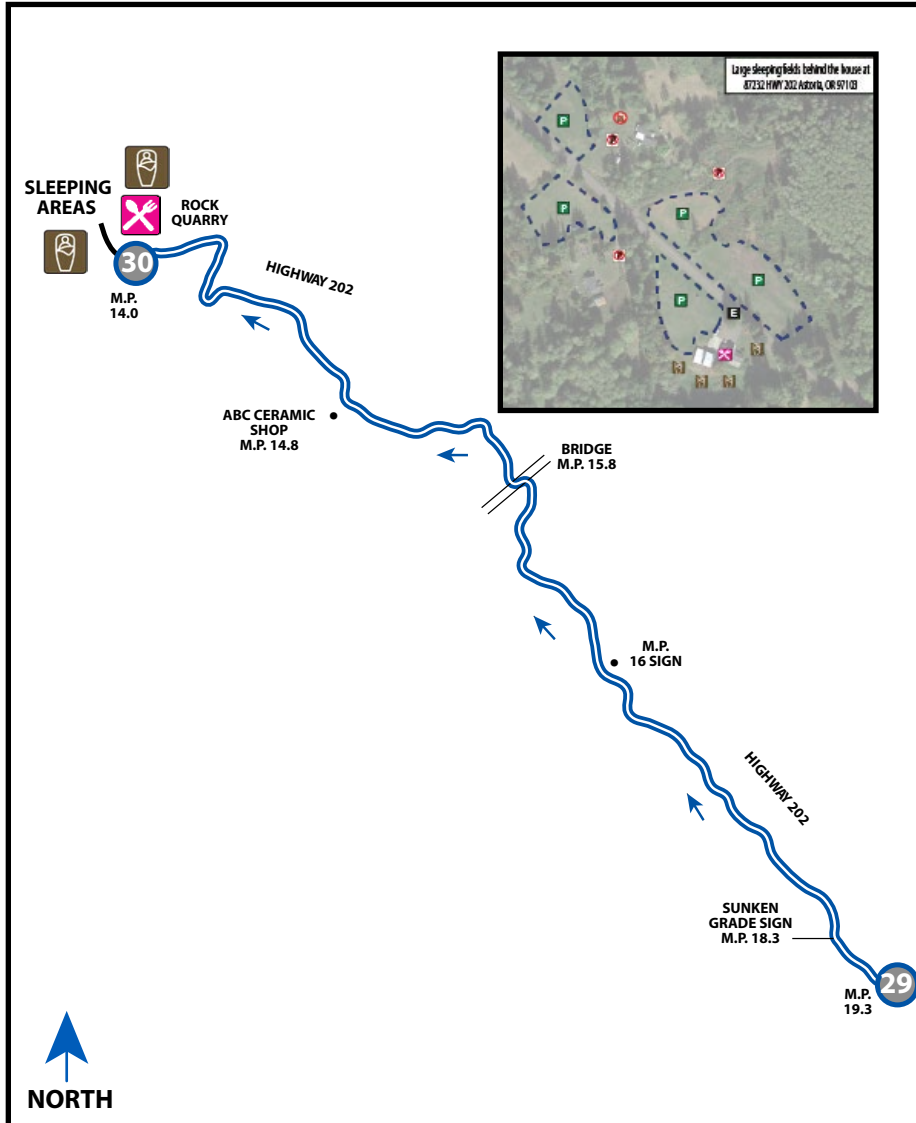 Large sleeping fields behind the house at
87232 HWY 202 Astoria, OR 97103
P
P
P
P
P
E
SLEEPING
AREAS
ROCK
QUARRY
30
M.P.
14.0
HIGHWAY 202
ABC CERAMIC
SHOP
M.P. 14.8
BRIDGE
M.P. 15.8
M.P.
16 SIGN
HIGHWAY 202
SUNKEN
GRADE SIGN
M.P. 18.3
29
M.P.
19.3
NORTH